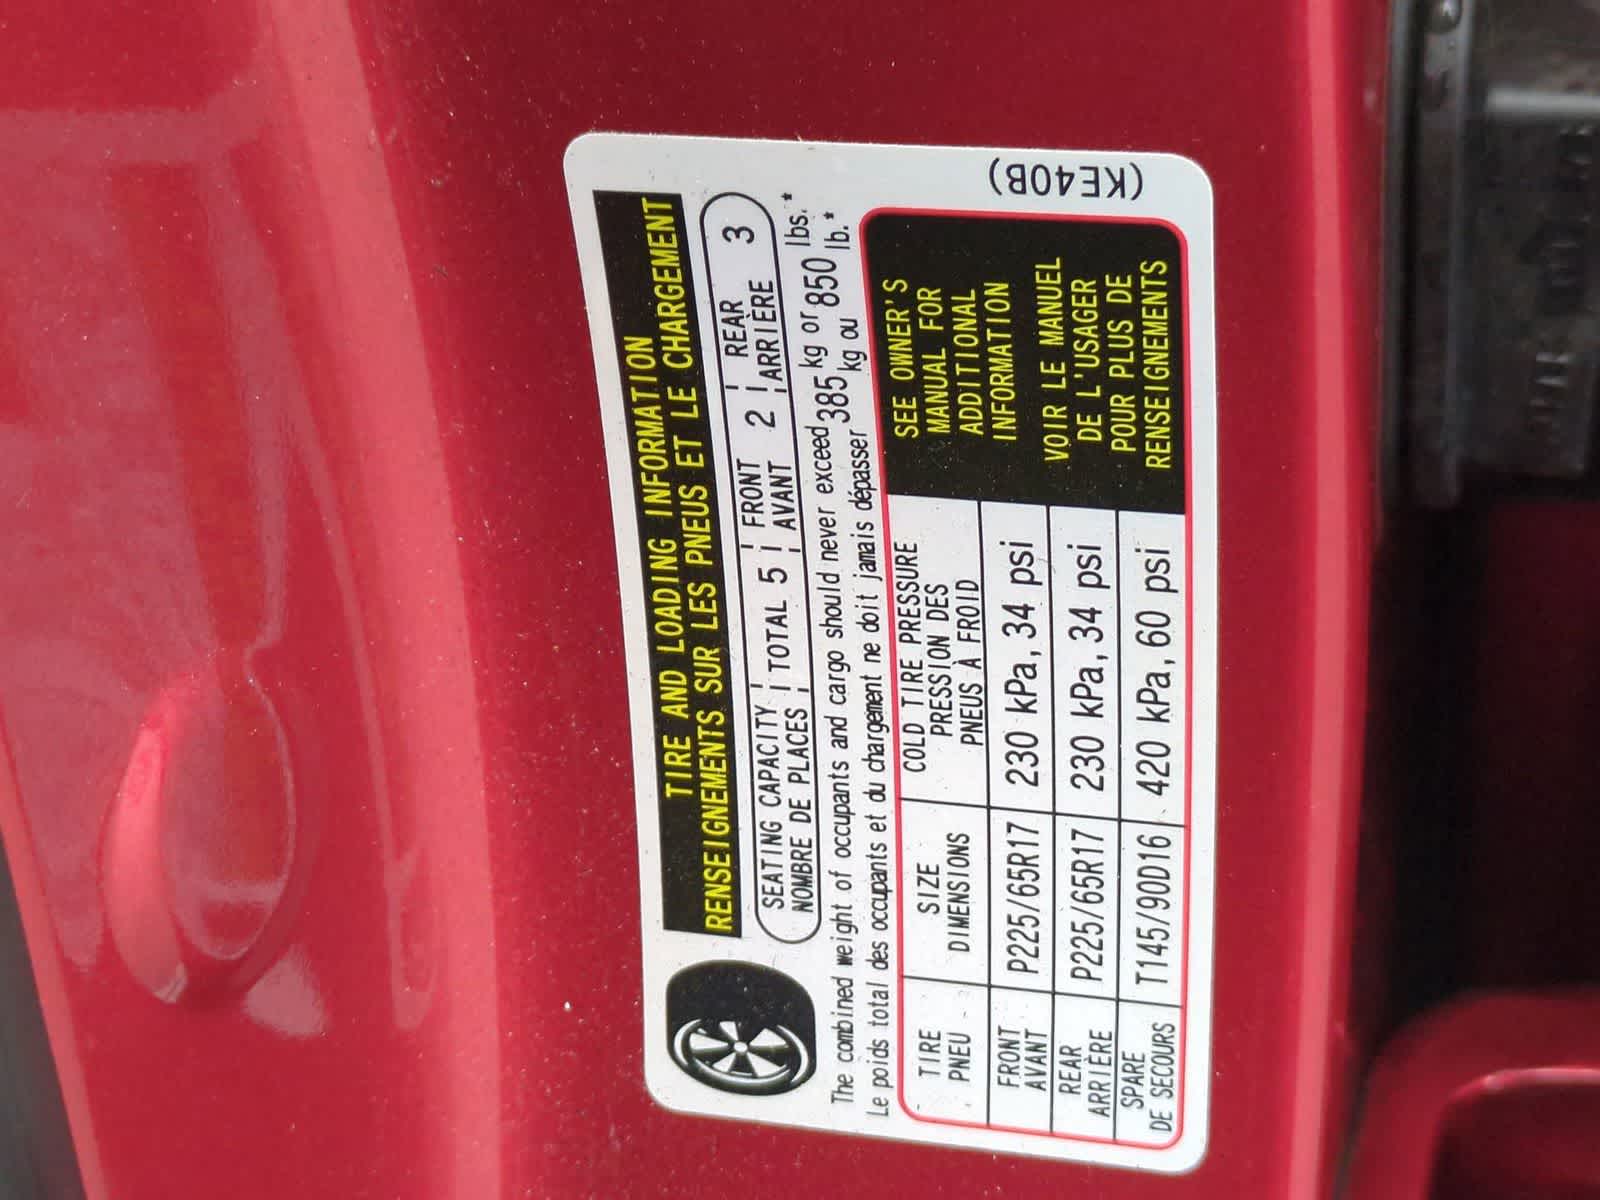 TIRE AND LOADING INFORMATION
RENSEIGNEMENTS SUR LES PNEUS ET LE CHARGEMENT
SEATING CAPACITY TOTAL 5 FRONT 2 REAR 3
NOMBRE DE PLACES AVANT ARRIÈRE
The combined weight of occupants and cargo should never exceed 385 kg or 850 lbs.*
Le poids total des occupants et du chargement ne doit jamais dépasser 385 kg ou 850 lb.*
TIRE
PNEU
SIZE
DIMENSIONS
COLD TIRE PRESSURE
PRESSION DES
PNEUS À FROID
FRONT
AVANT
P225/65R17
230 kPa, 34 psi
REAR
ARRIÈRE
P225/65R17
230 kPa, 34 psi
SPARE
DE SECOURS
T145/90D16
420 kPa, 60 psi
SEE OWNER'S
MANUAL FOR
ADDITIONAL
INFORMATION
VOIR LE MANUEL
DE L'USAGER
POUR PLUS DE
RENSEIGNEMENTS
(KE40B)